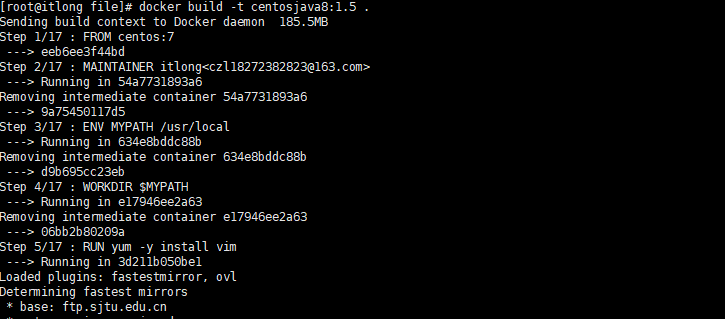 [root@itlong file]# docker build -t centosjava8:1.5 .
Sending build context to Docker daemon  185.5MB
Step 1/17 : FROM centos:7
 ---> eeb6ee3f44bd
Step 2/17 : MAINTAINER itlong<czl18272382823@163.com>
 ---> Running in 54a7731893a6
Removing intermediate container 54a7731893a6
 ---> 9a75450117d5
Step 3/17 : ENV MYPATH /usr/local
 ---> Running in 634e8bddc88b
Removing intermediate container 634e8bddc88b
 ---> d9b695cc23eb
Step 4/17 : WORKDIR $MYPATH
 ---> Running in e17946ee2a63
Removing intermediate container e17946ee2a63
 ---> 06bb2b80209a
Step 5/17 : RUN yum -y install vim
 ---> Running in 3d211b050be1
Loaded plugins: fastestmirror, ovl
Determining fastest mirrors
 * base: ftp.sjtu.edu.cn